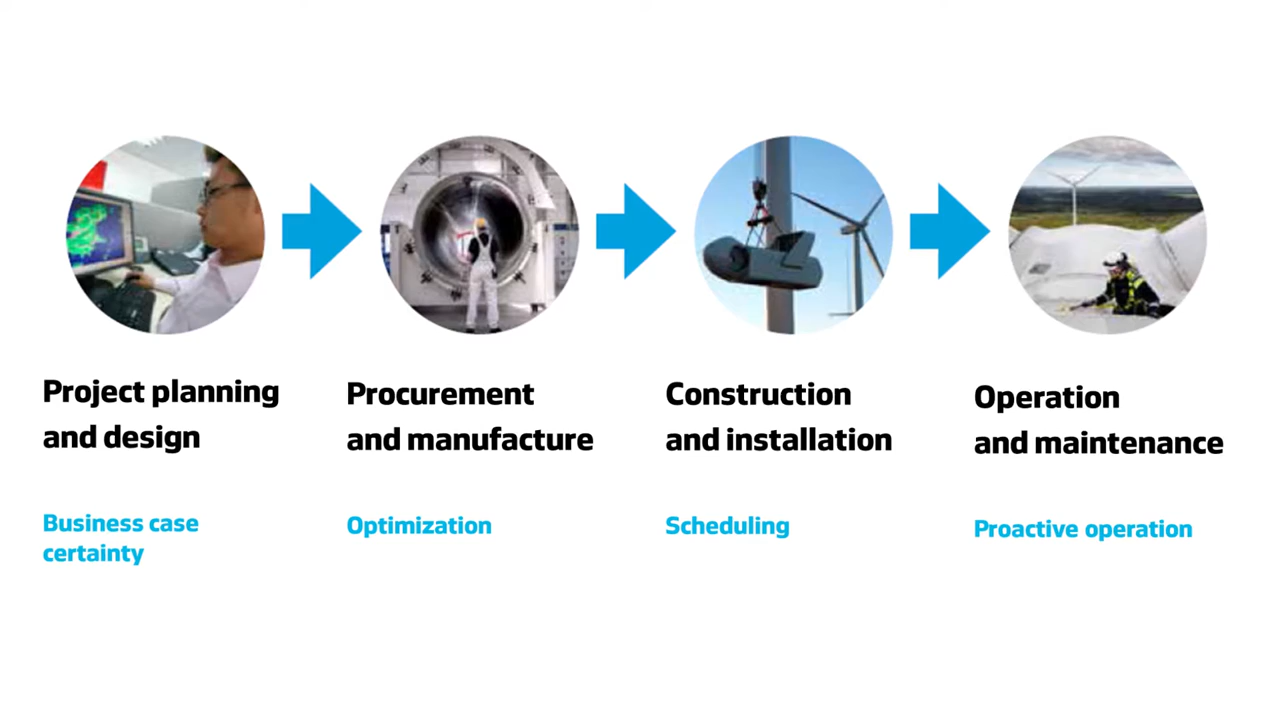 Project planning
and design
Business case
certainty
Procurement
and manufacture
Optimization
Construction
and installation
Scheduling
Operation
and maintenance
Proactive operation